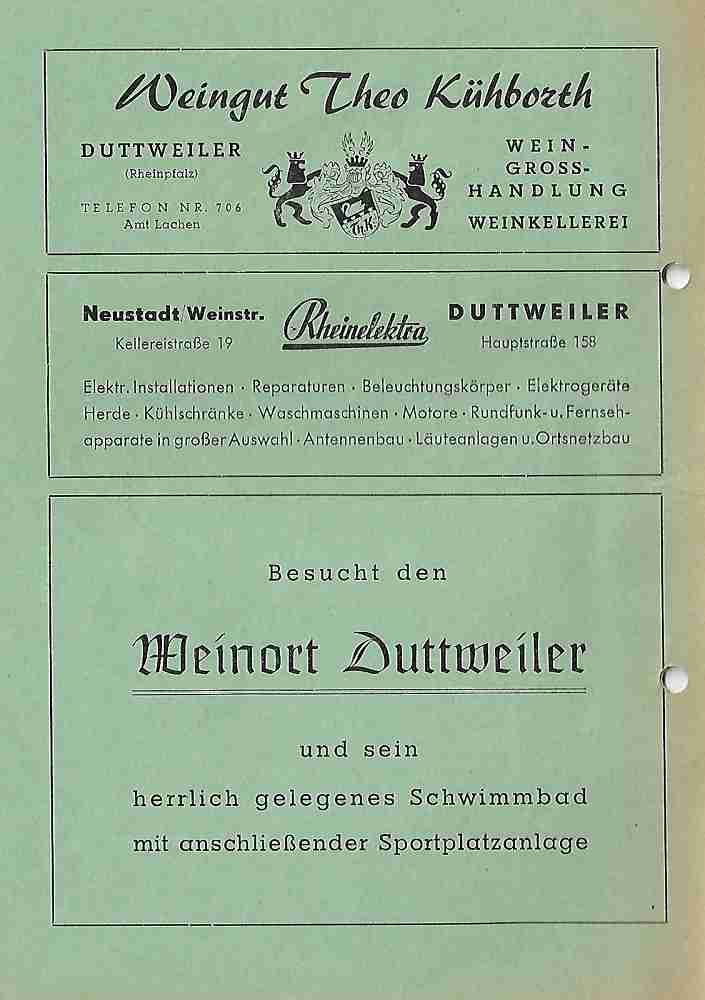 Weingut Theo Kühborth
DUTTWEILER
(Rheinpfalz)
TELEFON NR. 706
Amt Lachen
Th.K.
WEIN-
GROSS-
HANDLUNG
WEINKELLEREI
Neustadt/Weinstr.
Kellereistraße 19
Rheinelektra
DUTTWEILER
Hauptstraße 158
Elektr. Installationen · Reparaturen · Beleuchtungskörper · Elektrogeräte
Herde · Kühlschränke · Waschmaschinen · Motore · Rundfunk- u. Fernseh-
apparate in großer Auswahl · Antennenbau · Läuteanlagen u. Ortsnetzbau
Besucht den
Weinort Duttweiler
und sein
herrlich gelegenes Schwimmbad
mit anschließender Sportplatzanlage